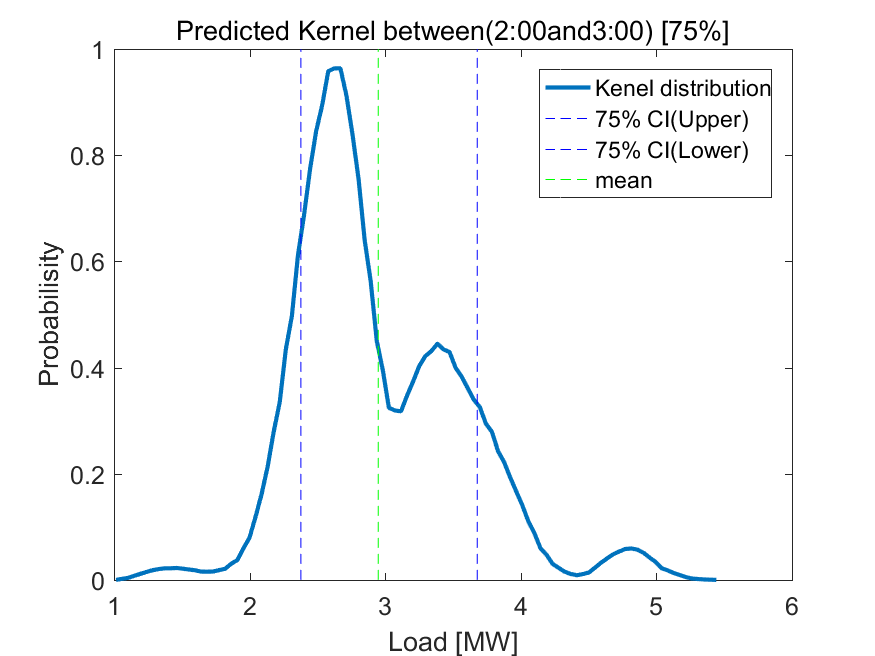 Predicted Kernel between(2:00and3:00) [75%]
1
0.8
0.6
0.4
0.2
0
Probabilisity
Kenel distribution
75% CI(Upper)
75% CI(Lower)
mean
1 2 3 4 5 6
Load [MW]